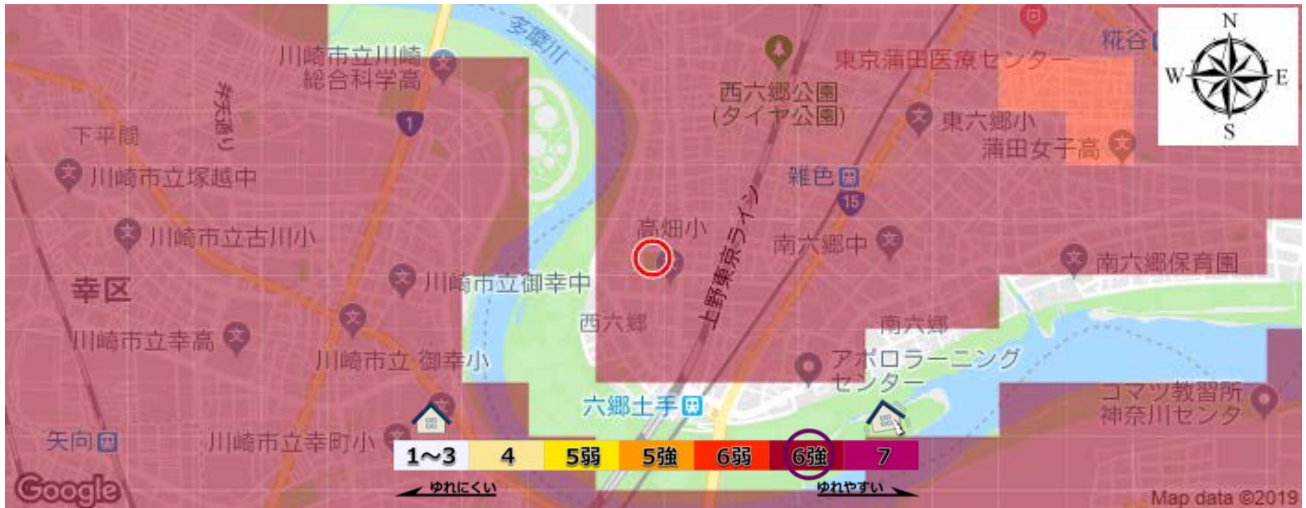 多摩川
川崎市立川崎
総合科学高
東京蒲田医療センター
糀谷
N
W
E
S
西六郷公園
(タイヤ公園)
東六郷小
蒲田女子高
1
下平間
川崎市立塚越中
雑色
15
上野東京ライン
川崎市立古川小
高畑小
南六郷中
南六郷保育園
幸区
川崎市立御幸中
西六郷
南六郷
川崎市立幸高
川崎市立 御幸小
アポロラーニング
センター
コマツ教習所
神奈川センタ
六郷土手
矢向
川崎市立幸町小
1～3
4
5弱
5強
6弱
6強
7
ゆれにくい
ゆれやすい
Google
Map data ©2019